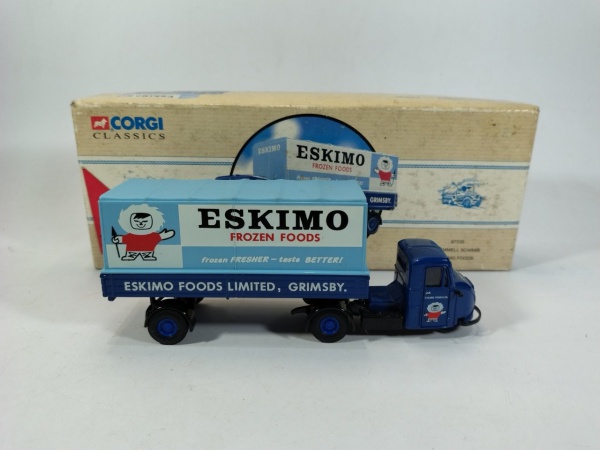 CORGI
CLASSICS
ESKIMO
FROZEN FOODS
GRIMSBY.
ESKIMO
FROZEN FOODS
frozen FRESHER - taste BETTER!
ESKIMO FOODS LIMITED, GRIMSBY.